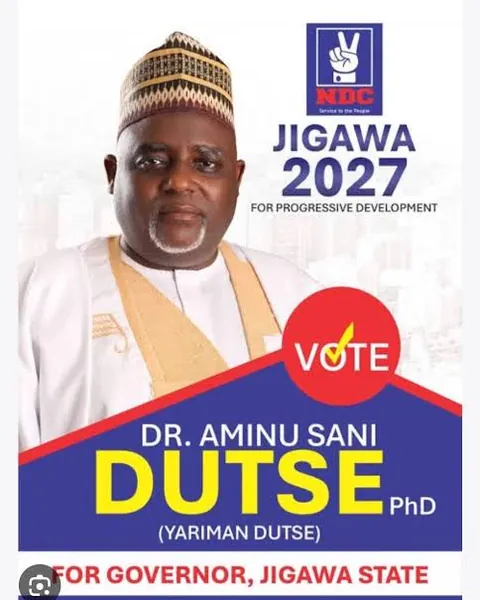 NDC
Service to the People
JIGAWA
2027
FOR PROGRESSIVE DEVELOPMENT
VOTE
DR. AMINU SANI
DUTSE PhD
(YARIMAN DUTSE)
FOR GOVERNOR, JIGAWA STATE